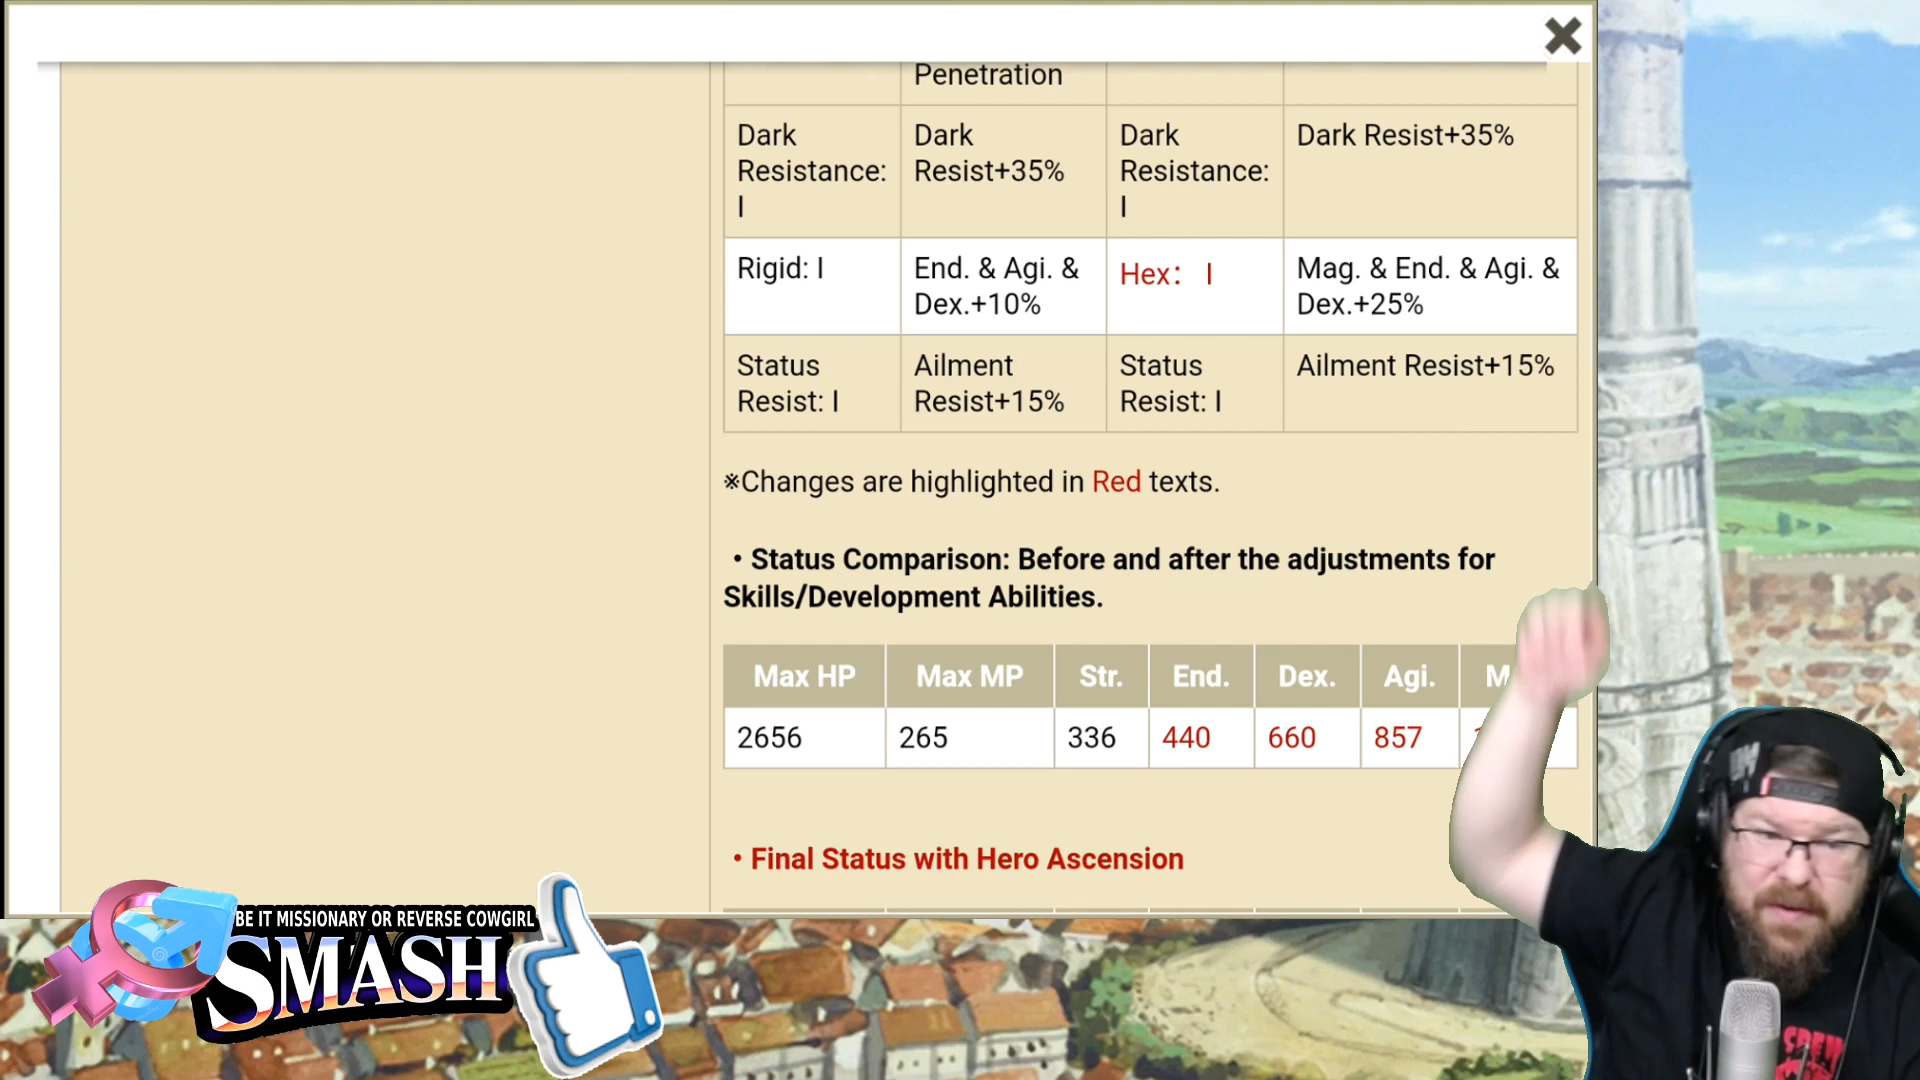 Penetration
Dark Resistance: I
Dark Resist+35%
Dark Resistance: I
Dark Resist+35%
Rigid: I
End. & Agi. & Dex.+10%
Hex: I
Mag. & End. & Agi. & Dex.+25%
Status Resist: I
Ailment Resist+15%
Status Resist: I
Ailment Resist+15%
※Changes are highlighted in Red texts.
・Status Comparison: Before and after the adjustments for
Skills/Development Abilities.
Max HP Max MP Str. End. Dex. Agi.
2656 265 336 440 660 857
・Final Status with Hero Ascension
BE IT MISSIONARY OR REVERSE COWGIRL
SMASH